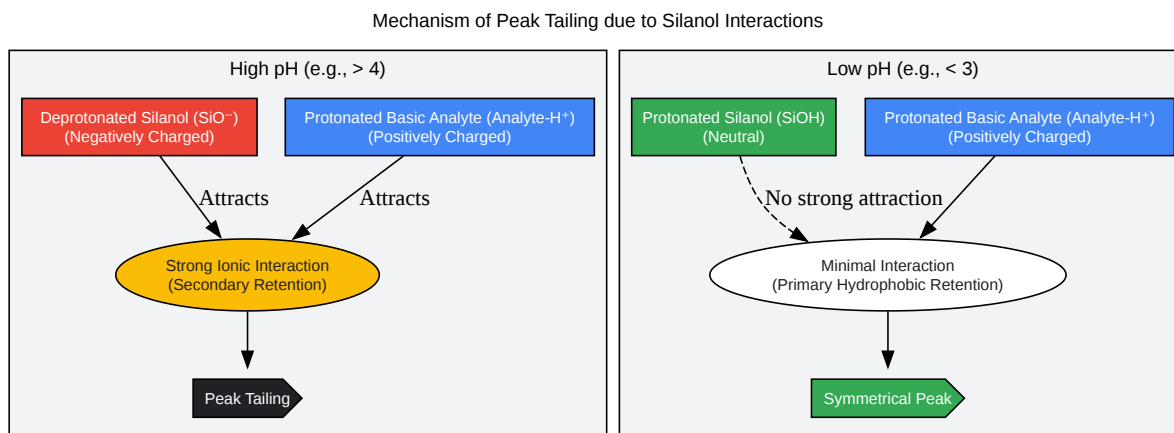 Mechanism of Peak Tailing due to Silanol Interactions
High pH (e.g., > 4)
Deprotonated Silanol (SiO⁻)
(Negatively Charged)
Protonated Basic Analyte (Analyte-H⁺)
(Positively Charged)
Attracts
Attracts
Strong Ionic Interaction
(Secondary Retention)
Peak Tailing
Low pH (e.g., < 3)
Protonated Silanol (SiOH)
(Neutral)
Protonated Basic Analyte (Analyte-H⁺)
(Positively Charged)
No strong attraction
Minimal Interaction
(Primary Hydrophobic Retention)
Symmetrical Peak